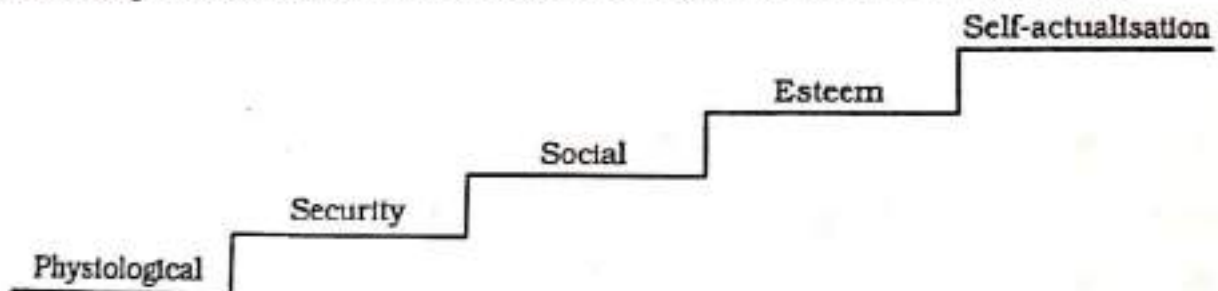 Self-actualisation
Esteem
Social
Security
Physiological